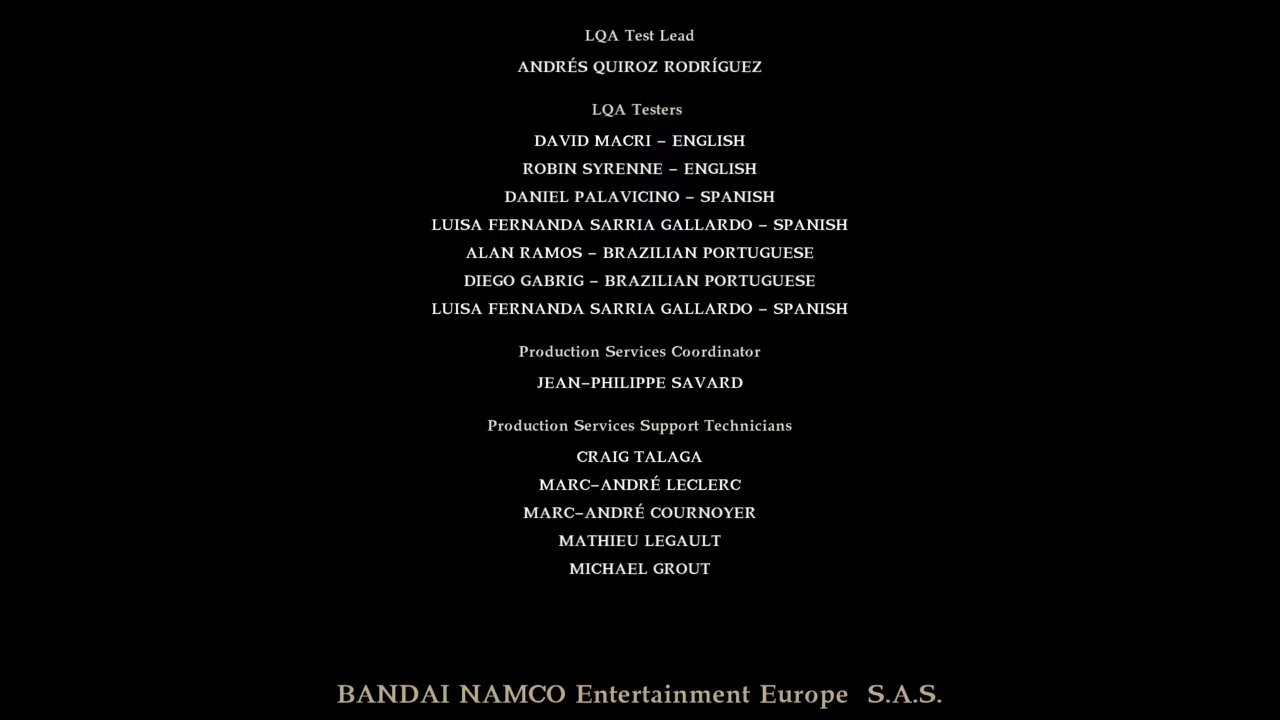 LQA Test Lead
ANDRÉS QUIROZ RODRÍGUEZ
LQA Testers
DAVID MACRI – ENGLISH
ROBIN SYRENNE – ENGLISH
DANIEL PALAVICINO – SPANISH
LUISA FERNANDA SARRIA GALLARDO – SPANISH
ALAN RAMOS – BRAZILIAN PORTUGUESE
DIEGO GABRIG – BRAZILIAN PORTUGUESE
LUISA FERNANDA SARRIA GALLARDO – SPANISH
Production Services Coordinator
JEAN–PHILIPPE SAVARD
Production Services Support Technicians
CRAIG TALAGA
MARC–ANDRÉ LECLERC
MARC–ANDRÉ COURNOYER
MATHIEU LEGAULT
MICHAEL GROUT
BANDAI NAMCO Entertainment Europe S.A.S.